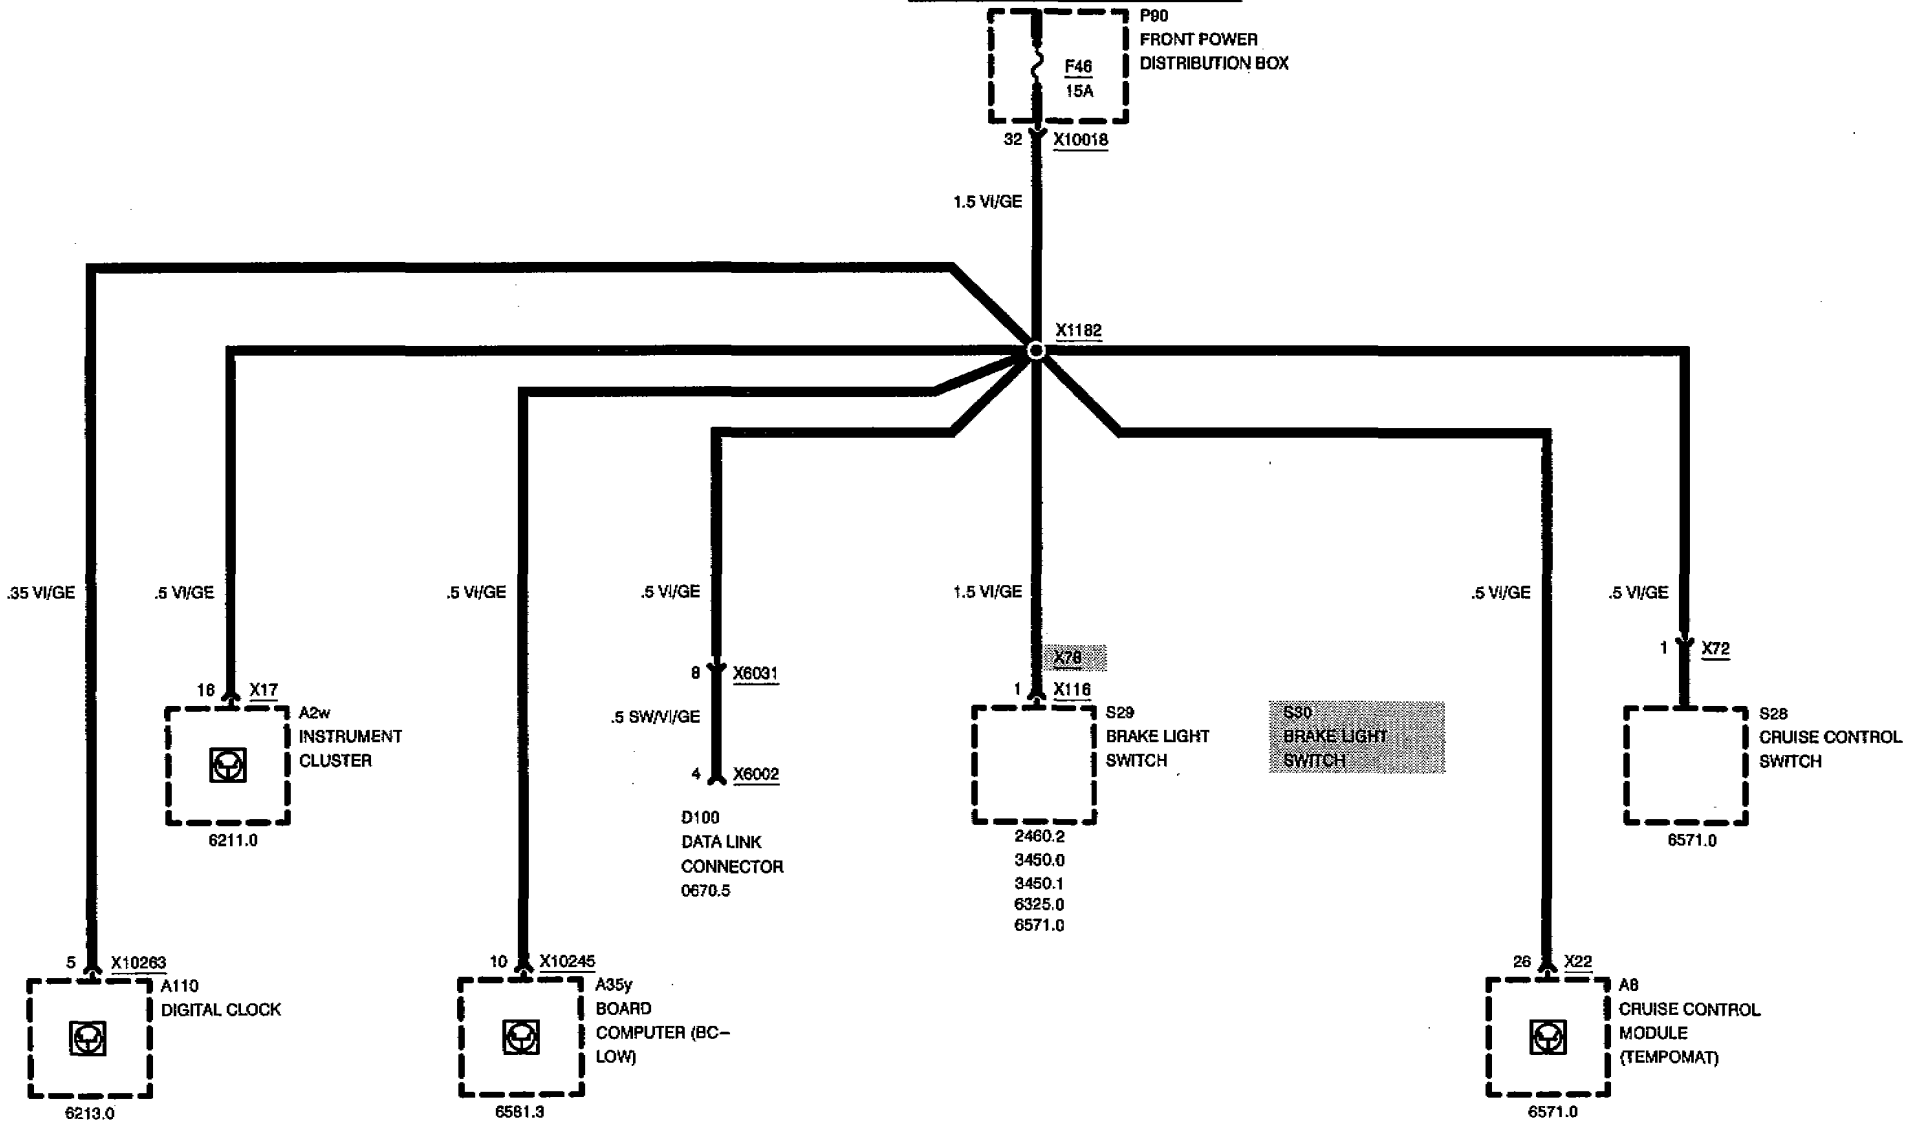 P90
FRONT POWER
DISTRIBUTION BOX
F46
15A
32 X10018
1.5 VI/GE
X1182
.35 VI/GE
.5 VI/GE
.5 VI/GE
.5 VI/GE
1.5 VI/GE
.5 VI/GE
.5 VI/GE
1 X72
X78
8 X6031
16 X17
1 X116
.5 SW/VI/GE
A2w
INSTRUMENT
CLUSTER
S29
BRAKE LIGHT
SWITCH
S30
BRAKE LIGHT
SWITCH
S28
CRUISE CONTROL
SWITCH
4 X6002
D100
DATA LINK
CONNECTOR
0670.5
6211.0
2460.2
3450.0
3450.1
6325.0
6571.0
6571.0
5 X10263
A110
DIGITAL CLOCK
10 X10245
A35y
BOARD
COMPUTER (BC–
LOW)
26 X22
A8
CRUISE CONTROL
MODULE
(TEMPOMAT)
6213.0
6581.3
6571.0